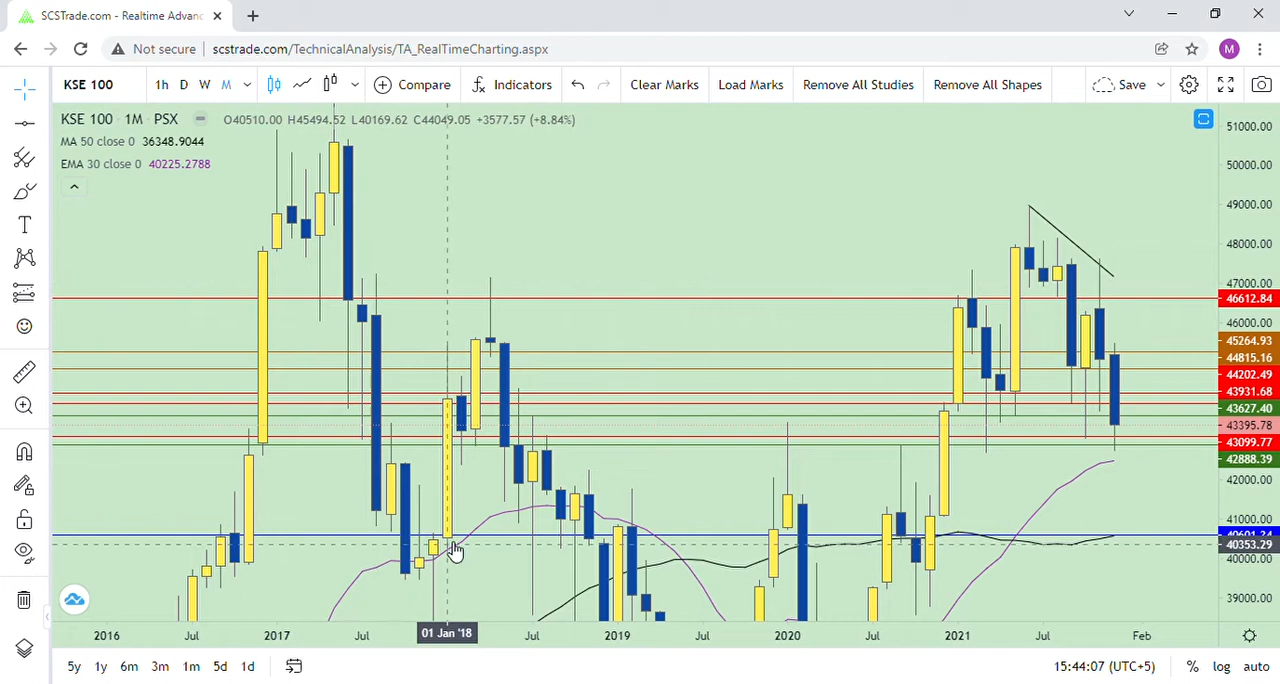 SCSTrade.com - Realtime Advanc
Not secure scstrade.com/TechnicalAnalysis/TA_RealTimeCharting.aspx M
KSE 100 1h D W M Compare Indicators Clear Marks Load Marks Remove All Studies Remove All Shapes Save
KSE 100 · 1M · PSX O40510.00 H45494.52 L40169.62 C44049.05 +3577.57 (+8.84%)
MA 50 close 0 36348.9044
EMA 30 close 0 40225.2788
51000.00
50000.00
49000.00
48000.00
47000.00
46612.84
46000.00
45264.93
44815.16
44202.49
43931.68
43627.40
43395.78
43099.77
42888.39
42000.00
41000.00
40353.29
40000.00
39000.00
2016 Jul 2017 Jul 01 Jan '18 Jul 2019 Jul 2020 Jul 2021 Jul Feb
5y 1y 6m 3m 1m 5d 1d 15:44:07 (UTC+5) % log auto